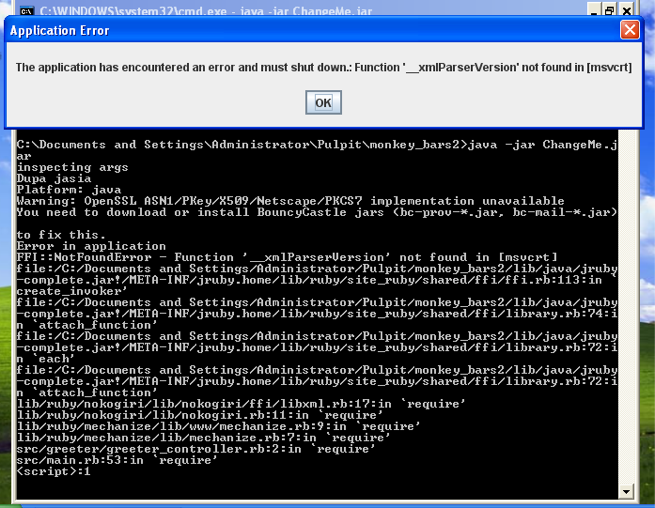 C:\WINDOWS\system32\cmd.exe - java -jar ChangeMe.jar
Application Error
The application has encountered an error and must shut down.: Function '__xmlParserVersion' not found in [msvcrt]
OK
C:\Documents and Settings\Administrator\Pulpit\monkey_bars2>java -jar ChangeMe.j
ar
inspecting args
Dupa jasia
Platform: java
Warning: OpenSSL ASN1/PKey/X509/Netscape/PKCS7 implementation unavailable
You need to download or install BouncyCastle jars (bc-prov-*.jar, bc-mail-*.jar)
to fix this.
Error in application
FFI::NotFoundError - Function '__xmlParserVersion' not found in [msvcrt]
file:/C:/Documents and Settings/Administrator/Pulpit/monkey_bars2/lib/java/jruby
-complete.jar!/META-INF/jruby.home/lib/ruby/site_ruby/shared/ffi/ffi.rb:113:in `
create_invoker'
file:/C:/Documents and Settings/Administrator/Pulpit/monkey_bars2/lib/java/jruby
-complete.jar!/META-INF/jruby.home/lib/ruby/site_ruby/shared/ffi/library.rb:74:i
n `attach_function'
file:/C:/Documents and Settings/Administrator/Pulpit/monkey_bars2/lib/java/jruby
-complete.jar!/META-INF/jruby.home/lib/ruby/site_ruby/shared/ffi/library.rb:72:i
n `each'
file:/C:/Documents and Settings/Administrator/Pulpit/monkey_bars2/lib/java/jruby
-complete.jar!/META-INF/jruby.home/lib/ruby/site_ruby/shared/ffi/library.rb:72:i
n `attach_function'
lib/ruby/nokogiri/lib/nokogiri/ffi/libxml.rb:17:in `require'
lib/ruby/nokogiri/lib/nokogiri.rb:11:in `require'
lib/ruby/mechanize/lib/www/mechanize.rb:9:in `require'
lib/ruby/mechanize/lib/mechanize.rb:7:in `require'
src/greeter/greeter_controller.rb:2:in `require'
src/main.rb:53:in `require'
<script>:1